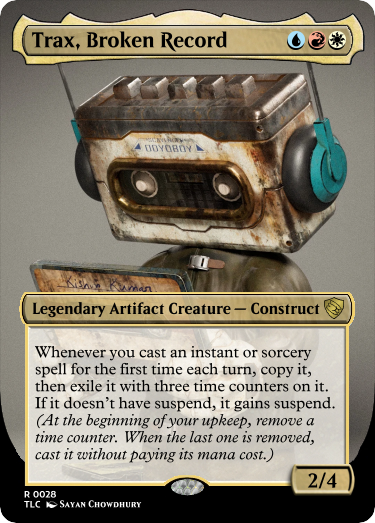 Trax, Broken Record
OOYOBOY
Kishore Kumar
Legendary Artifact Creature — Construct
Whenever you cast an instant or sorcery
spell for the first time each turn, copy it,
then exile it with three time counters on it.
If it doesn't have suspend, it gains suspend.
(At the beginning of your upkeep, remove a
time counter. When the last one is removed,
cast it without paying its mana cost.)
2/4
R 0028
TLC Sayan Chowdhury